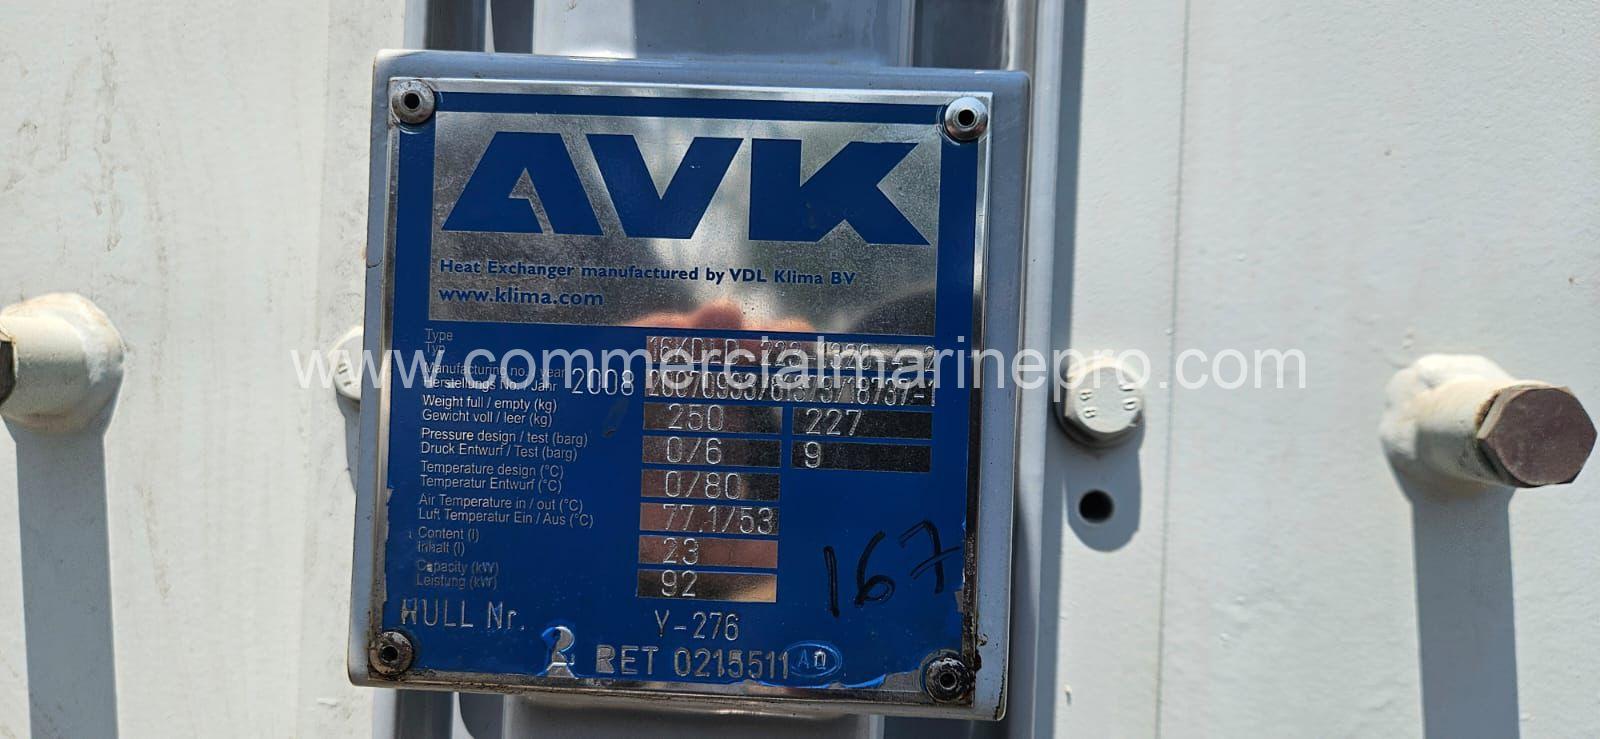 AVK
Heat Exchanger manufactured by VDL Klima BV
www.klima.com
Type
Typ
www.commercialmarinepro.com
Manufacturing no. / year
Herstellungs No. / Jahr 2008
Weight full / empty (kg)
Gewicht voll / leer (kg) 250 227
Pressure design / test (barg)
Druck Entwurf / Test (barg) 0/6 9
Temperature design (°C)
Temperatur Entwurf (°C) 0/80
Air Temperature in / out (°C)
Luft Temperatur Ein / Aus (°C) 77.1/53
Content (l)
Inhalt (l) 23
Capacity (kW)
Leistung (kW) 92
167
HULL Nr. Y-276
RET 0215511